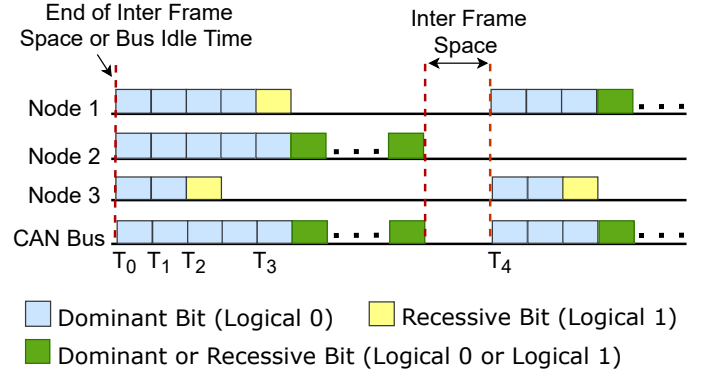 End of Inter Frame
Space or Bus Idle Time
Inter Frame
Space
Node 1
Node 2
Node 3
CAN Bus
T0 T1 T2 T3 T4
Dominant Bit (Logical 0)
Recessive Bit (Logical 1)
Dominant or Recessive Bit (Logical 0 or Logical 1)